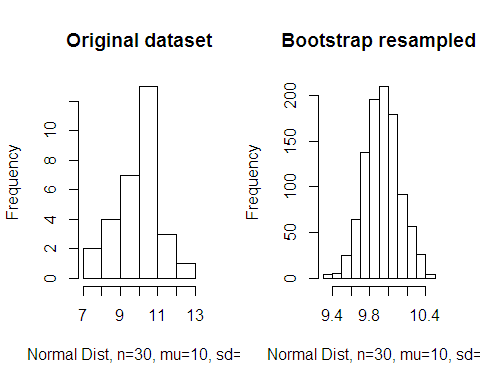 Original dataset
Frequency
0 2 4 6 8 10
7 9 11 13
Normal Dist, n=30, mu=10, sd=
Bootstrap resampled
Frequency
0 50 100 150 200
9.4 9.8 10.4
Normal Dist, n=30, mu=10, sd=